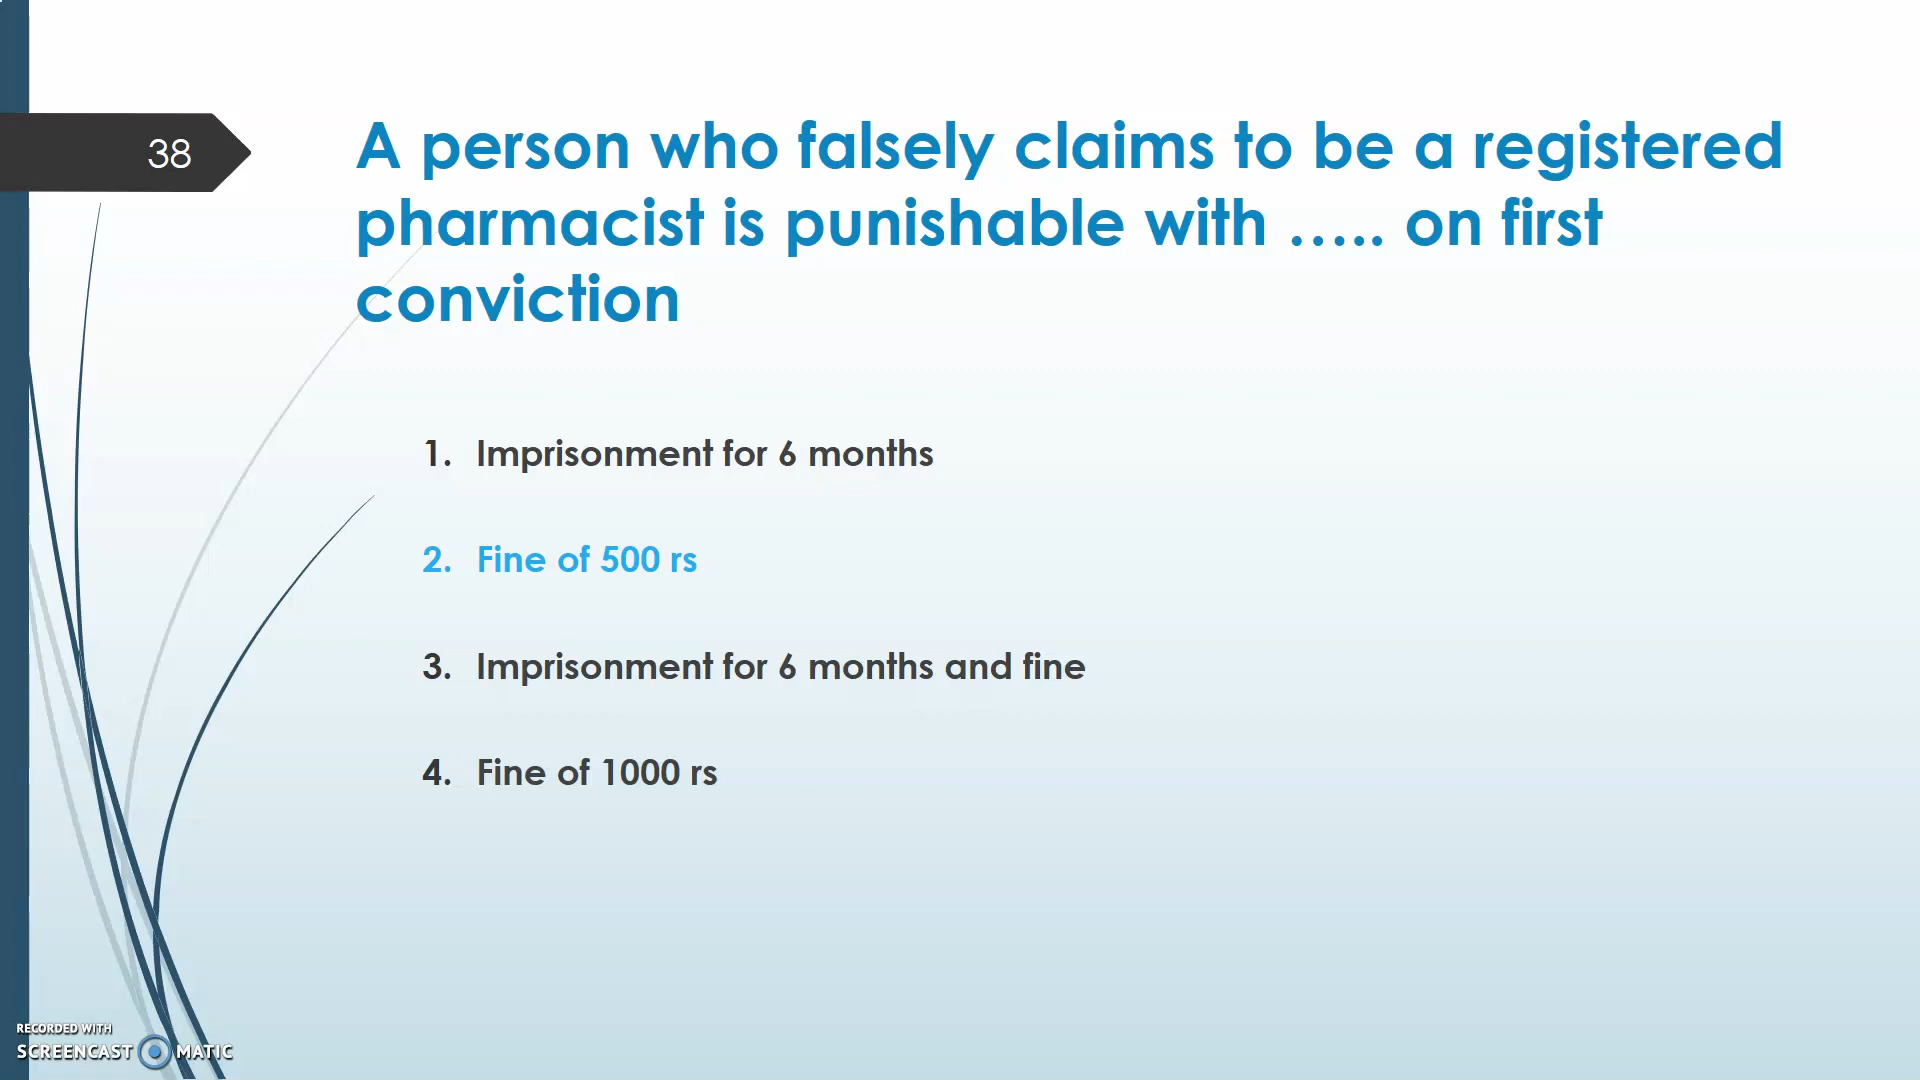 38
A person who falsely claims to be a registered
pharmacist is punishable with ..... on first
conviction
1. Imprisonment for 6 months
2. Fine of 500 rs
3. Imprisonment for 6 months and fine
4. Fine of 1000 rs
RECORDED WITH
SCREENCAST MATIC